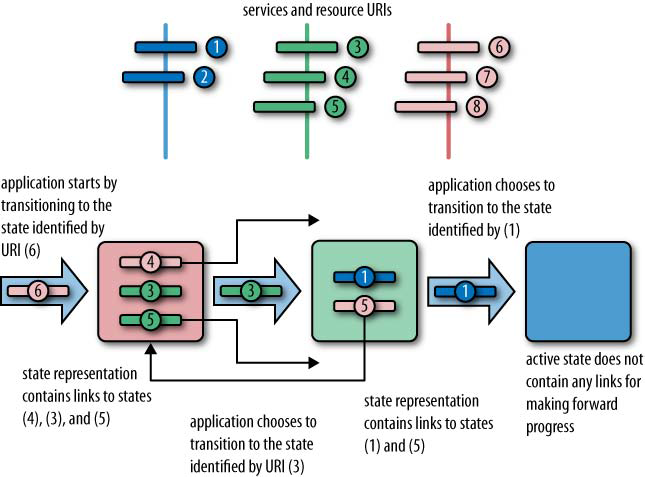 services and resource URIs
1
3
6
2
4
7
5
8
application starts by
transitioning to the
state identified by
URI (6)
application chooses to
transition to the state
identified by (1)
6
4
3
5
3
1
5
1
state representation
contains links to states
(4), (3), and (5)
application chooses to
transition to the state
identified by URI (3)
state representation
contains links to states
(1) and (5)
active state does not
contain any links for
making forward
progress